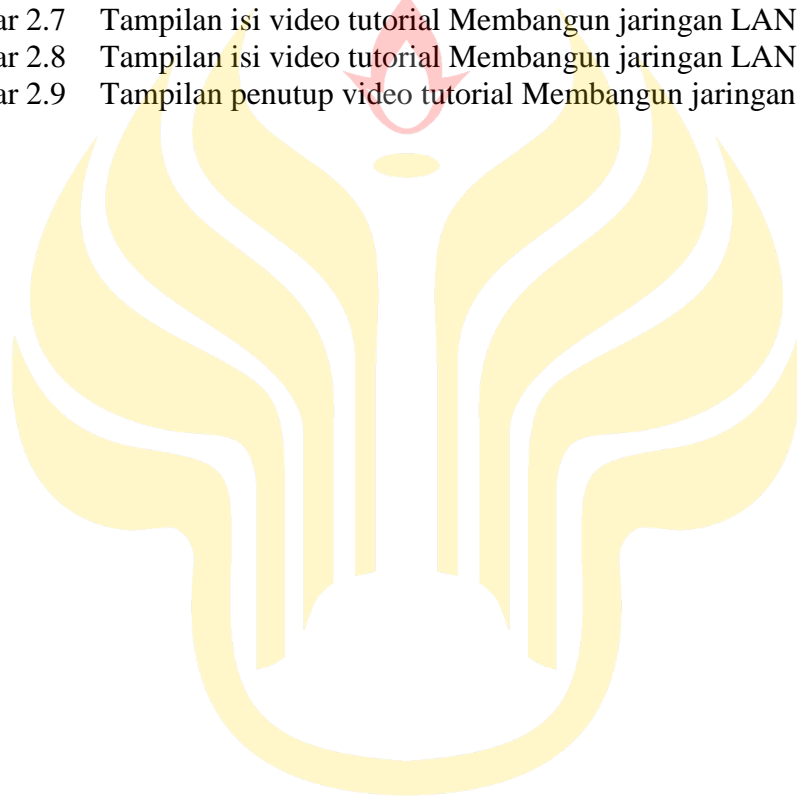 ar 2.7 Tampilan isi video tutorial Membangun jaringan LAN
ar 2.8 Tampilan isi video tutorial Membangun jaringan LAN
ar 2.9 Tampilan penutup video tutorial Membangun jaringan